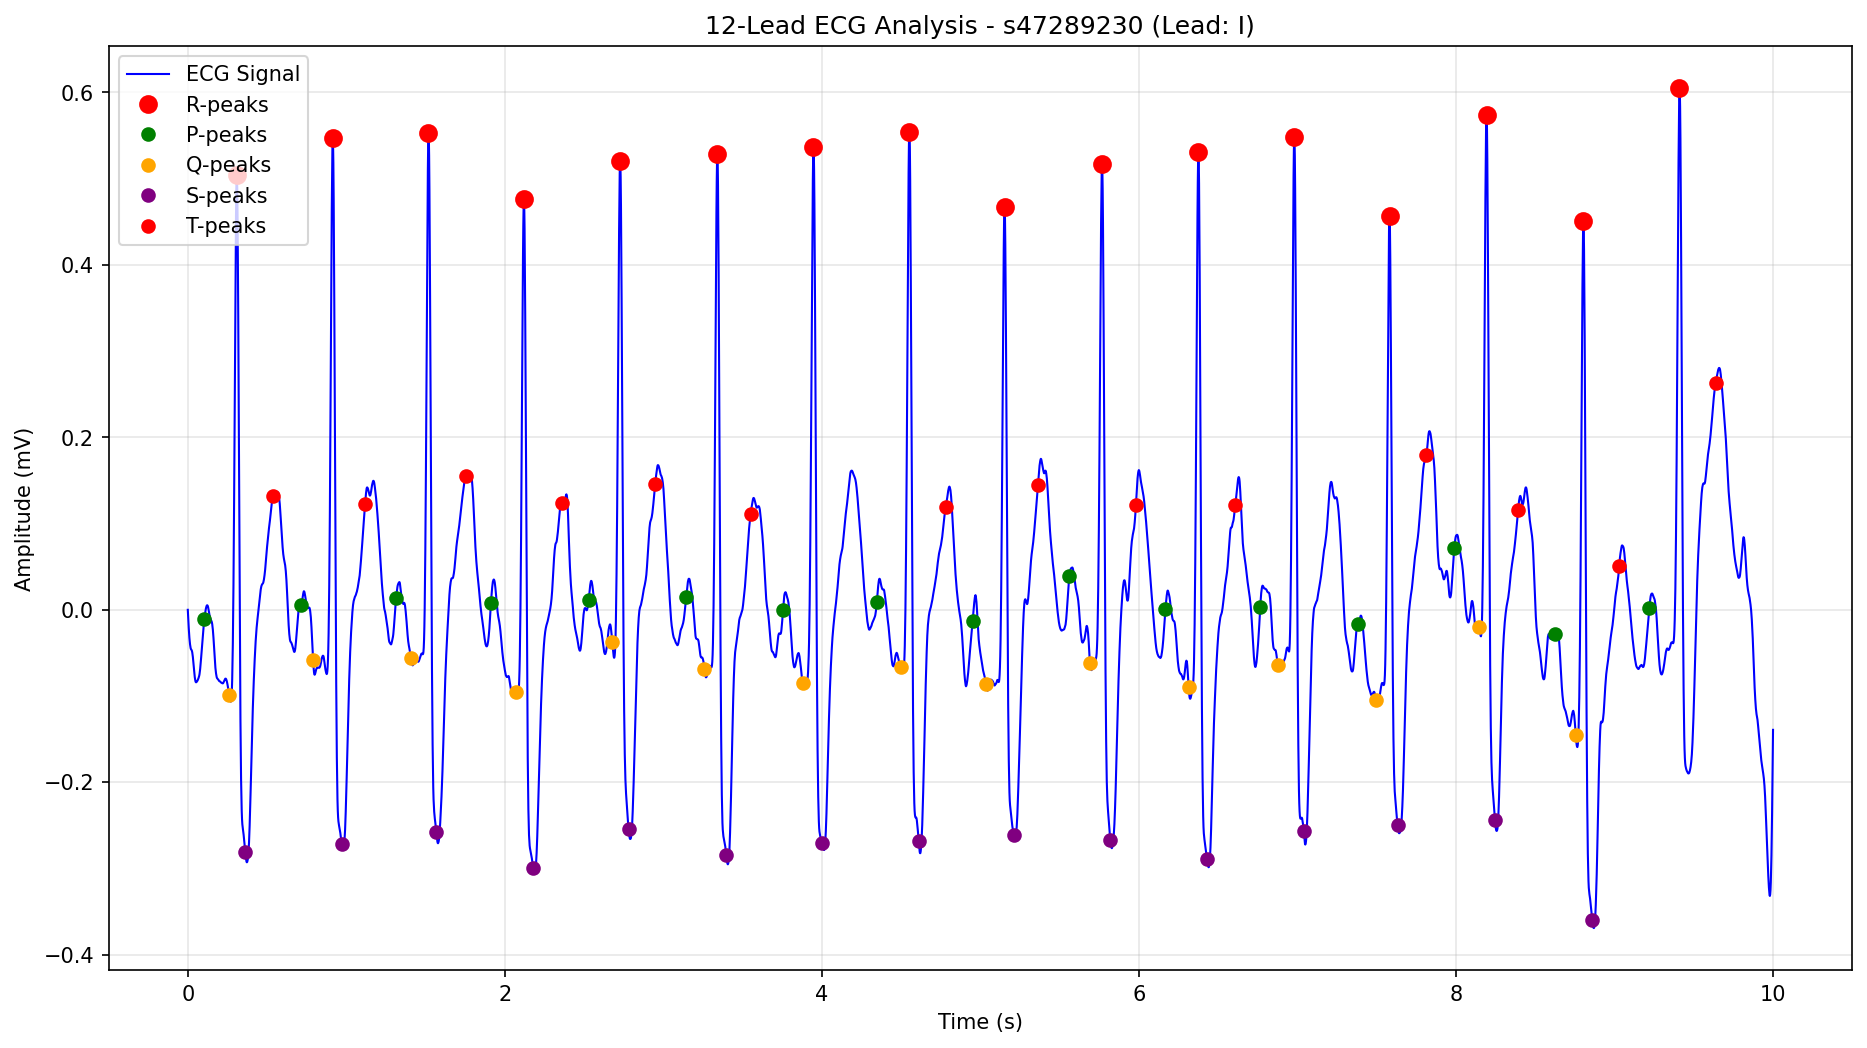 12-Lead ECG Analysis - s47289230 (Lead: I)
ECG Signal
R-peaks
P-peaks
Q-peaks
S-peaks
T-peaks
Amplitude (mV)
0.6
0.4
0.2
0.0
−0.2
−0.4
0 2 4 6 8 10
Time (s)